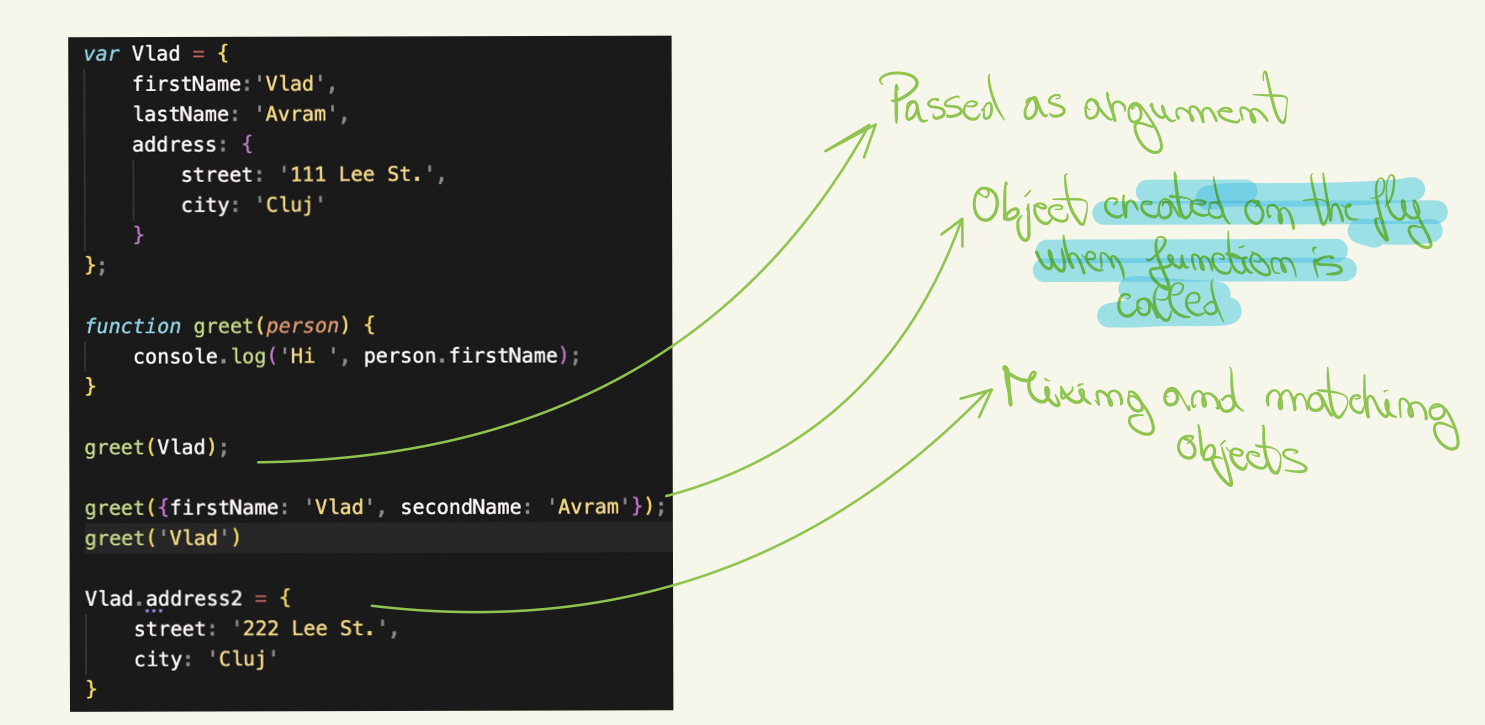 var Vlad = {
    firstName:'Vlad',
    lastName: 'Avram',
    address: {
        street: '111 Lee St.',
        city: 'Cluj'
    }
};
function greet(person) {
    console.log('Hi ', person.firstName);
}
greet(Vlad);
greet({firstName: 'Vlad', secondName: 'Avram'});
greet('Vlad')
Vlad.address2 = {
    street: '222 Lee St.',
    city: 'Cluj'
}
Passed as argument
Object created on the fly
when function is
called
Mixing and matching
objects